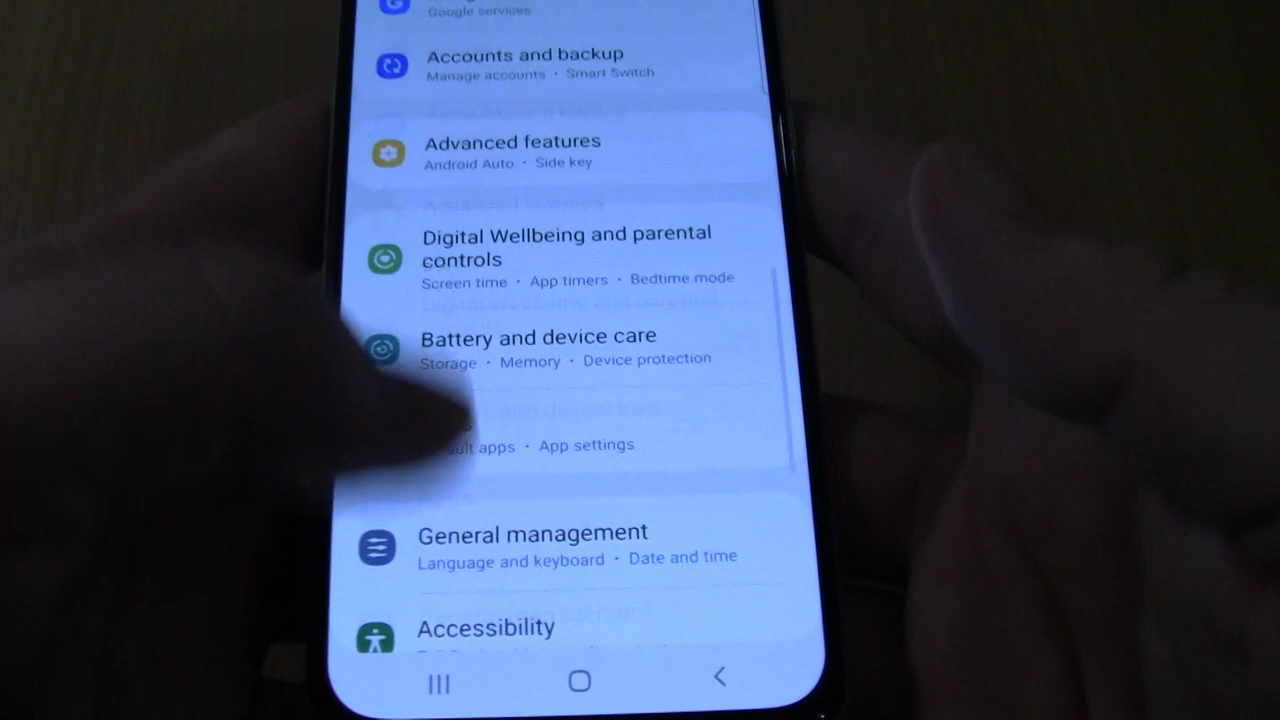 Google services
Accounts and backup
Manage accounts · Smart Switch
Advanced features
Android Auto · Side key
Digital Wellbeing and parental
controls
Screen time · App timers · Bedtime mode
Battery and device care
Storage · Memory · Device protection
apps · App settings
General management
Language and keyboard · Date and time
Accessibility